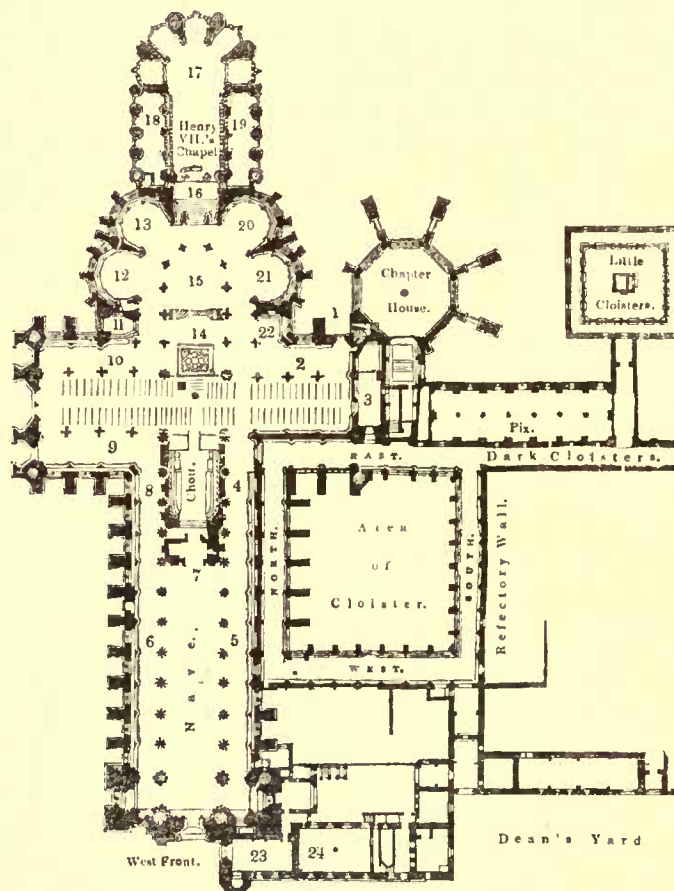 17
18
Henry
VII.'s
Chapel
19
16
13
20
12
15
21
11
14
22
1
Chapter
House.
Little
Cloisters.
10
2
3
Pix.
9
EAST.
Dark Cloisters.
8
Choir.
4
NORTH.
Area
of
Cloister.
SOUTH.
Refectory Wall.
7
6
Nave.
5
WEST.
West Front.
23
24
Dean's Yard